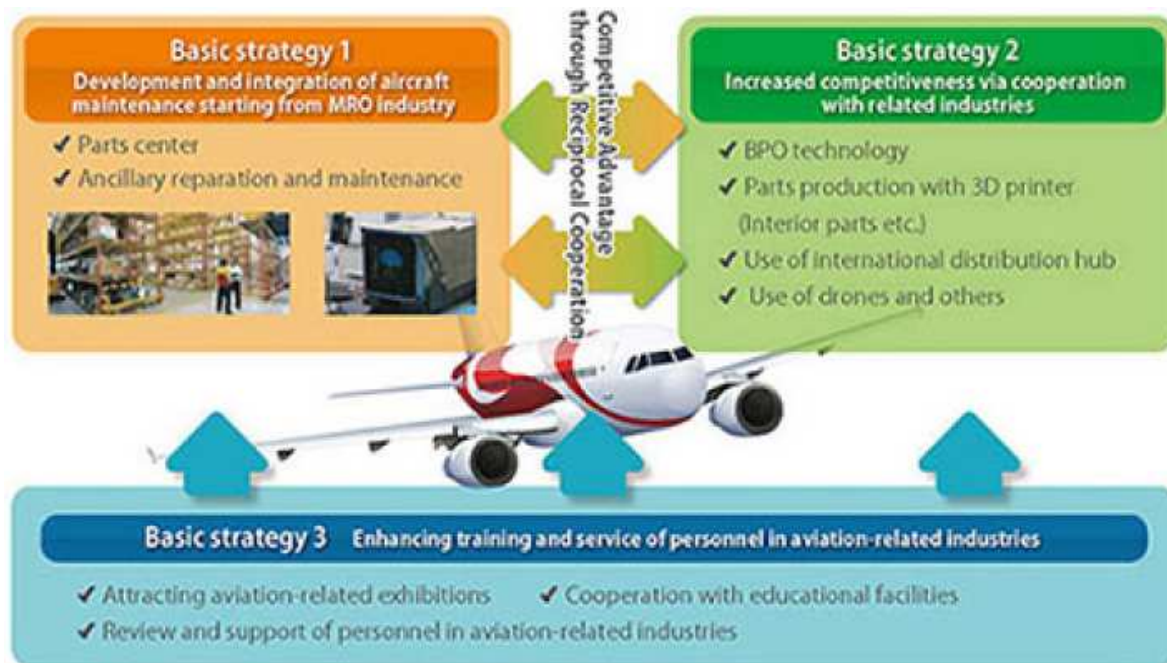 Basic strategy 1
Development and integration of aircraft
maintenance starting from MRO industry
✔ Parts center
✔ Ancillary reparation and maintenance
Competitive Advantage
through Reciprocal Cooperation
Basic strategy 2
Increased competitiveness via cooperation
with related industries
✔ BPO technology
✔ Parts production with 3D printer
(Interior parts etc.)
✔ Use of international distribution hub
✔ Use of drones and others
Basic strategy 3 Enhancing training and service of personnel in aviation-related industries
✔ Attracting aviation-related exhibitions ✔ Cooperation with educational facilities
✔ Review and support of personnel in aviation-related industries